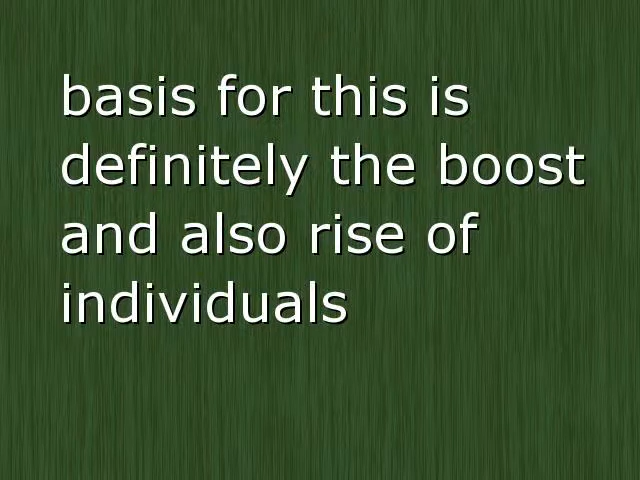 basis for this is
definitely the boost
and also rise of
individuals